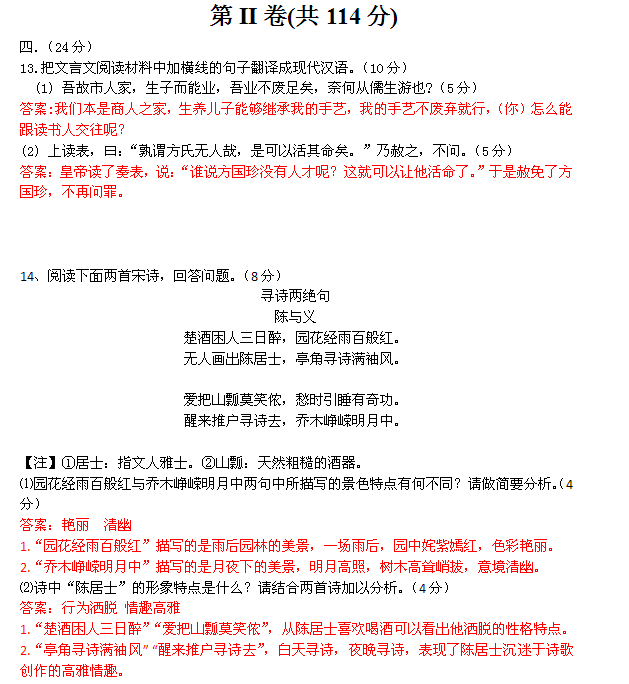 第 II 卷(共 114 分)
四．（24 分）
13.把文言文阅读材料中加横线的句子翻译成现代汉语。（10 分）
(1) 吾故市人家，生子而能业，吾业不废足矣，奈何从儒生游也？（5 分）
答案:我们本是商人之家，生养儿子能够继承我的手艺，我的手艺不废弃就行，（你）怎么能
跟读书人交往呢？
(2) 上读表，曰：“孰谓方氏无人哉，是可以活其命矣。”乃赦之，不问。（5 分）
答案：皇帝读了奏表，说：“谁说方国珍没有人才呢？这就可以让他活命了。”于是赦免了方
国珍，不再问罪。
14、阅读下面两首宋诗，回答问题。（8 分）
寻诗两绝句
陈与义
楚酒困人三日醉，园花经雨百般红。
无人画出陈居士，亭角寻诗满袖风。
爱把山瓢莫笑侬，愁时引睡有奇功。
醒来推户寻诗去，乔木峥嵘明月中。
【注】①居士：指文人雅士。②山瓢：天然粗糙的酒器。
⑴园花经雨百般红与乔木峥嵘明月中两句中所描写的景色特点有何不同？请做简要分析。（4
分）
答案：艳丽　清幽
1.“园花经雨百般红”描写的是雨后园林的美景，一场雨后，园中姹紫嫣红，色彩艳丽。
2.“乔木峥嵘明月中”描写的是月夜下的美景，明月高照，树木高耸峭拔，意境清幽。
⑵诗中“陈居士”的形象特点是什么？请结合两首诗加以分析。（4 分）
答案：行为洒脱 情趣高雅
1.“楚酒困人三日醉”“爱把山瓢莫笑侬”，从陈居士喜欢喝酒可以看出他洒脱的性格特点。
2.“亭角寻诗满袖风”“醒来推户寻诗去”，白天寻诗，夜晚寻诗，表现了陈居士沉迷于诗歌
创作的高雅情趣。